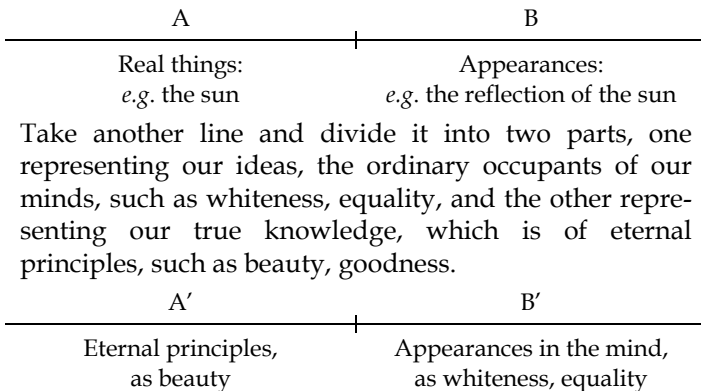 A B
Real things: Appearances:
e.g. the sun e.g. the reflection of the sun
Take another line and divide it into two parts, one
representing our ideas, the ordinary occupants of our
minds, such as whiteness, equality, and the other repre-
senting our true knowledge, which is of eternal
principles, such as beauty, goodness.
A′ B′
Eternal principles, Appearances in the mind,
as beauty as whiteness, equality